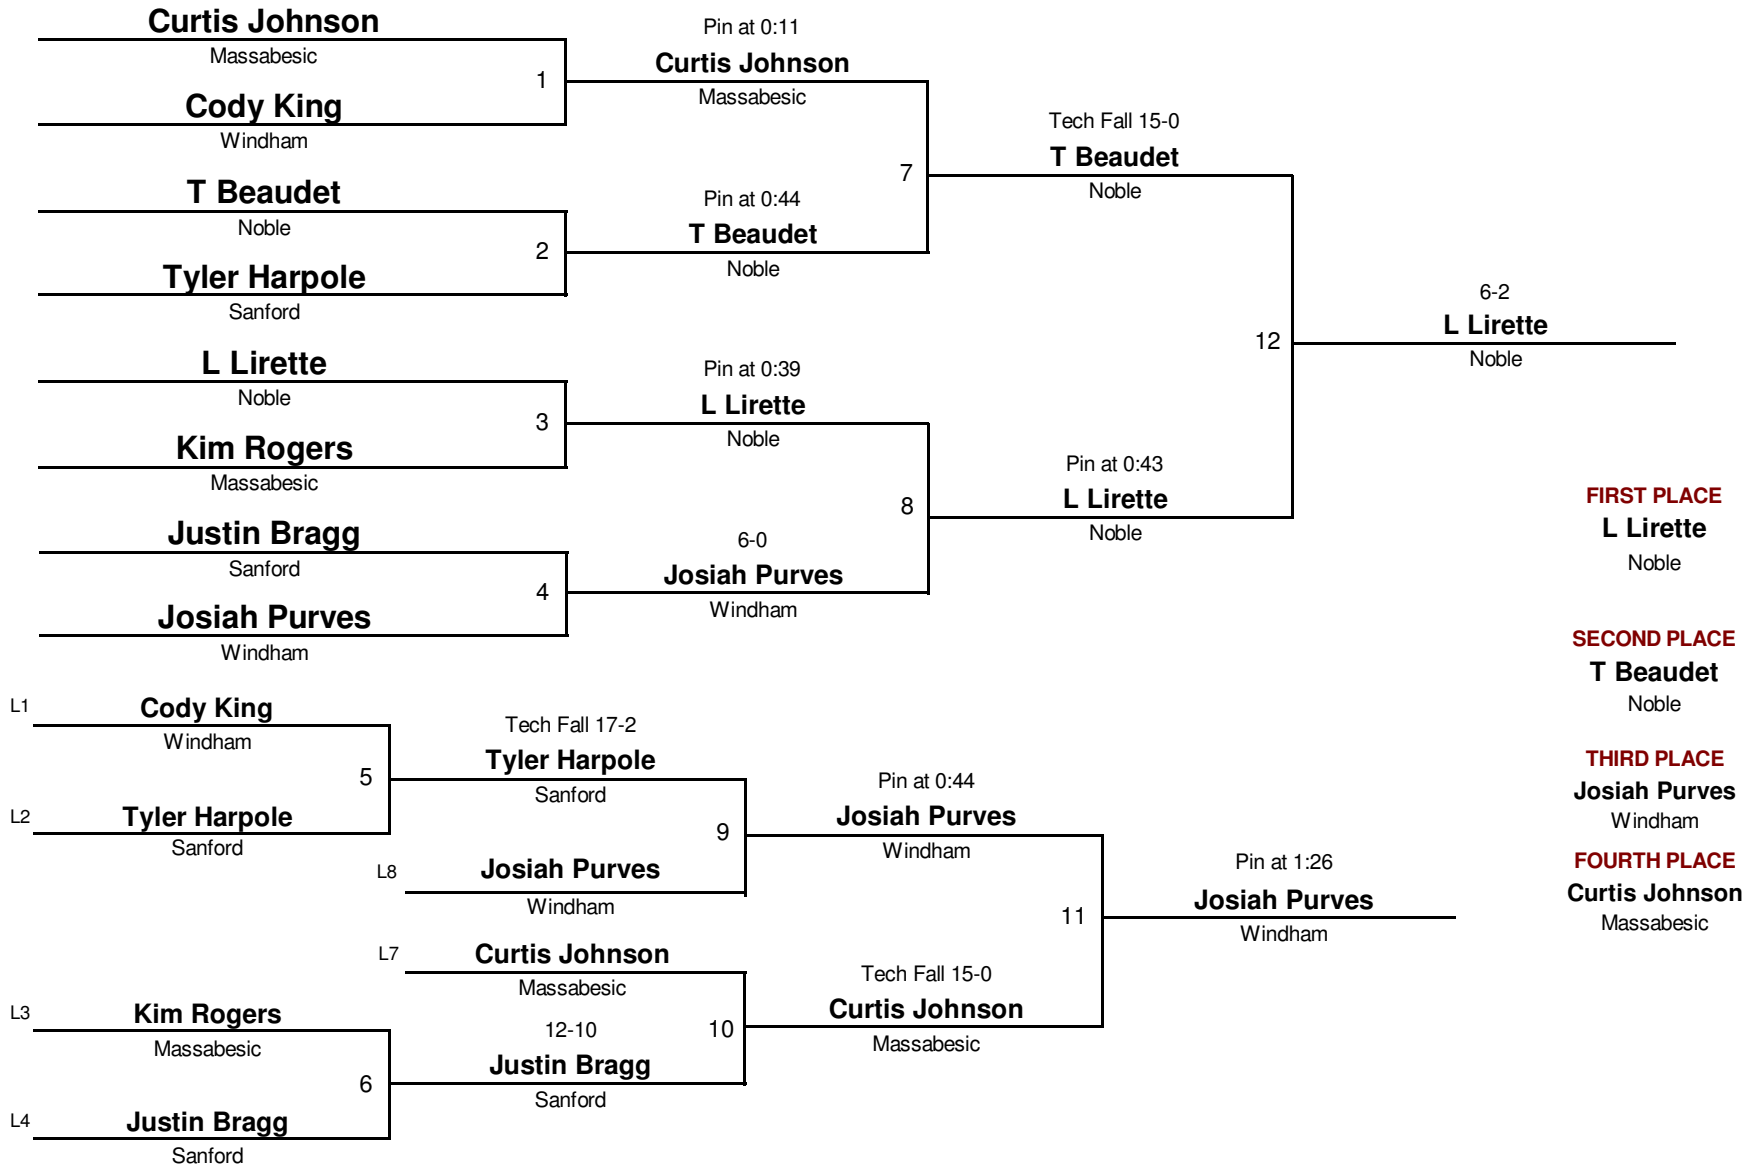 Curtis Johnson
Massabesic
1
Cody King
Windham
Pin at 0:11
Curtis Johnson
Massabesic
T Beaudet
Noble
2
Tyler Harpole
Sanford
Pin at 0:44
T Beaudet
Noble
7
Tech Fall 15-0
T Beaudet
Noble
L Lirette
Noble
3
Kim Rogers
Massabesic
Pin at 0:39
L Lirette
Noble
Justin Bragg
Sanford
4
Josiah Purves
Windham
6-0
Josiah Purves
Windham
8
Pin at 0:43
L Lirette
Noble
12
6-2
L Lirette
Noble
FIRST PLACE
L Lirette
Noble
SECOND PLACE
T Beaudet
Noble
THIRD PLACE
Josiah Purves
Windham
FOURTH PLACE
Curtis Johnson
Massabesic
L1
Cody King
Windham
5
L2
Tyler Harpole
Sanford
Tech Fall 17-2
Tyler Harpole
Sanford
9
L8
Josiah Purves
Windham
Pin at 0:44
Josiah Purves
Windham
L7
Curtis Johnson
Massabesic
10
L3
Kim Rogers
Massabesic
6
L4
Justin Bragg
Sanford
12-10
Justin Bragg
Sanford
Tech Fall 15-0
Curtis Johnson
Massabesic
11
Pin at 1:26
Josiah Purves
Windham